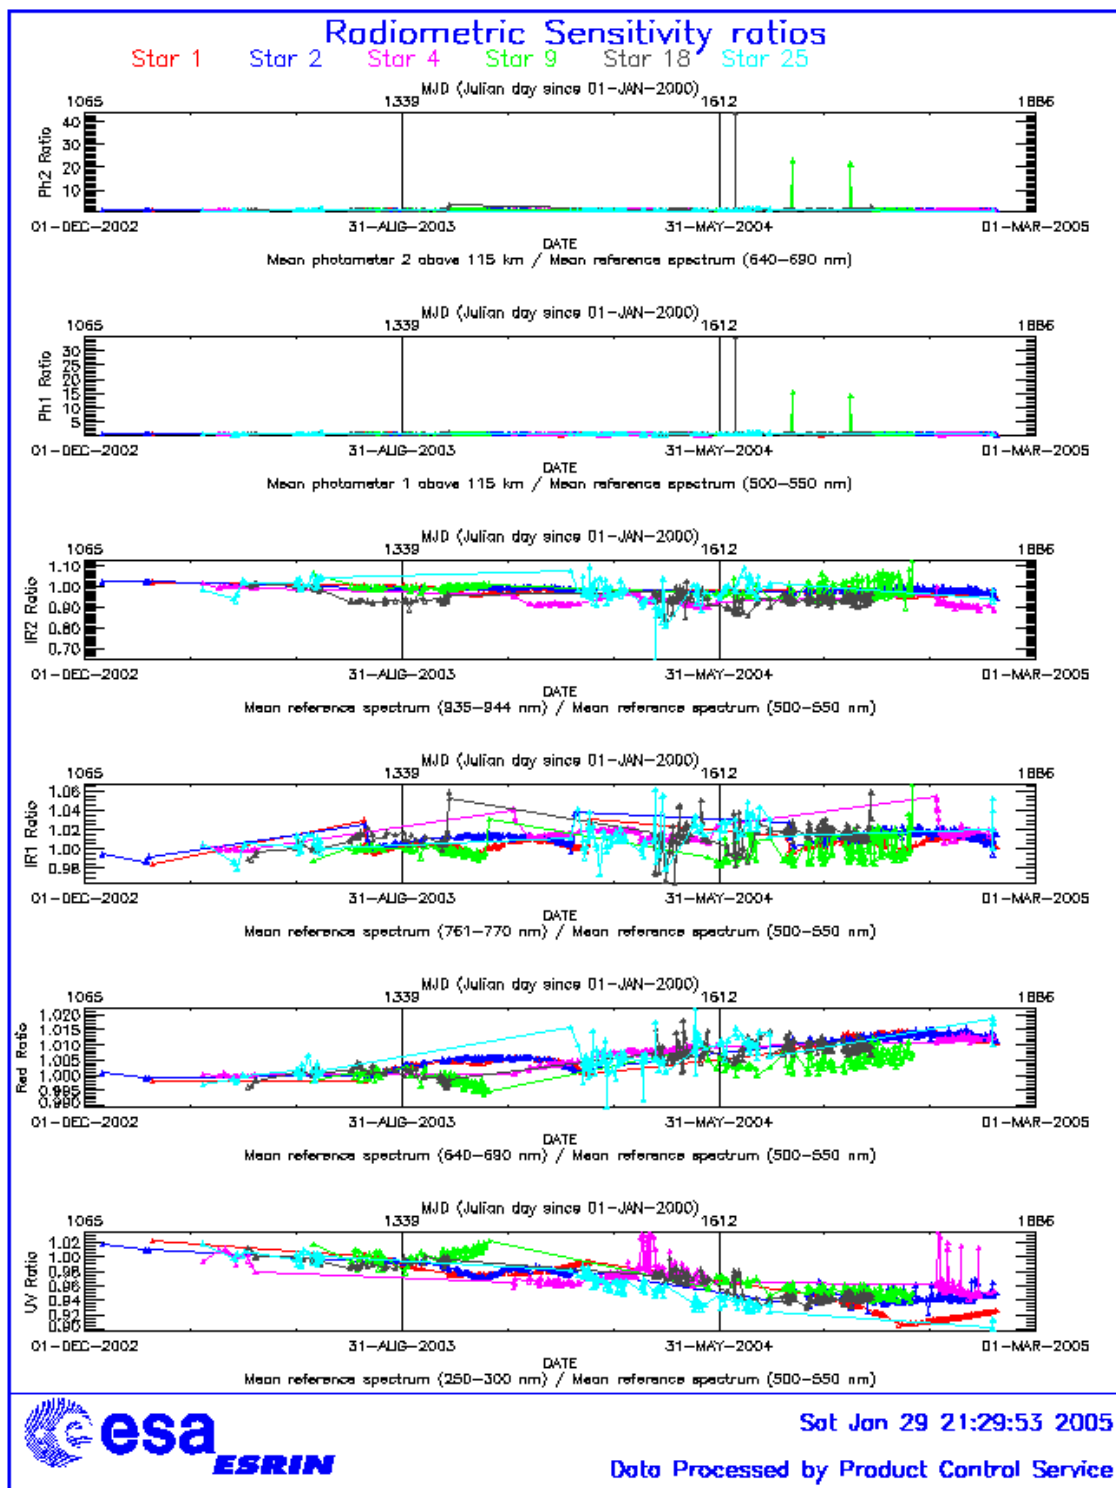 Radiometric Sensitivity ratios
Star 1 Star 2 Star 4 Star 9 Star 18 Star 25
MJD (Julian day since 01-JAN-2000)
1065 1339 1612 1886
Ph2 Ratio
40
30
20
10
01-DEC-2002 31-AUG-2003 31-MAY-2004 01-MAR-2005
DATE
Mean photometer 2 above 115 km / Mean reference spectrum (640-690 nm)
MJD (Julian day since 01-JAN-2000)
1065 1339 1612 1886
Ph1 Ratio
30
25
20
15
10
5
01-DEC-2002 31-AUG-2003 31-MAY-2004 01-MAR-2005
DATE
Mean photometer 1 above 115 km / Mean reference spectrum (500-550 nm)
MJD (Julian day since 01-JAN-2000)
1065 1339 1612 1886
IR2 Ratio
1.10
1.00
0.90
0.80
0.70
01-DEC-2002 31-AUG-2003 31-MAY-2004 01-MAR-2005
DATE
Mean reference spectrum (935-944 nm) / Mean reference spectrum (500-550 nm)
MJD (Julian day since 01-JAN-2000)
1065 1339 1612 1886
IR1 Ratio
1.06
1.04
1.02
1.00
0.98
01-DEC-2002 31-AUG-2003 31-MAY-2004 01-MAR-2005
DATE
Mean reference spectrum (761-770 nm) / Mean reference spectrum (500-550 nm)
MJD (Julian day since 01-JAN-2000)
1065 1339 1612 1886
Red Ratio
1.020
1.015
1.010
1.005
1.000
0.995
0.990
01-DEC-2002 31-AUG-2003 31-MAY-2004 01-MAR-2005
DATE
Mean reference spectrum (640-690 nm) / Mean reference spectrum (500-550 nm)
MJD (Julian day since 01-JAN-2000)
1065 1339 1612 1886
UV Ratio
1.02
1.00
0.98
0.96
0.94
0.92
0.90
01-DEC-2002 31-AUG-2003 31-MAY-2004 01-MAR-2005
DATE
Mean reference spectrum (250-300 nm) / Mean reference spectrum (500-550 nm)
esa
ESRIN
Sat Jan 29 21:29:53 2005
Data Processed by Product Control Service